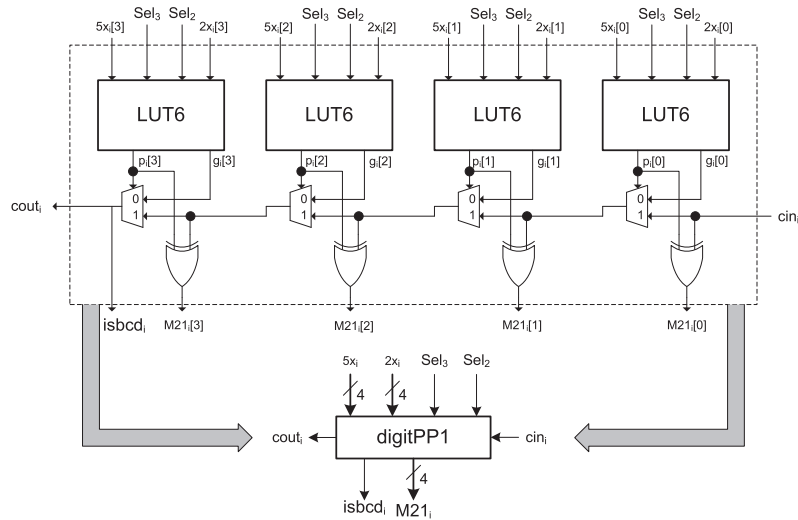 5xᵢ[3] Sel₃ Sel₂ 2xᵢ[3] 5xᵢ[2] Sel₃ Sel₂ 2xᵢ[2] 5xᵢ[1] Sel₃ Sel₂ 2xᵢ[1] 5xᵢ[0] Sel₃ Sel₂ 2xᵢ[0]
LUT6 LUT6 LUT6 LUT6
pᵢ[3] gᵢ[3] pᵢ[2] gᵢ[2] pᵢ[1] gᵢ[1] pᵢ[0] gᵢ[0]
0 0 0 0
coutᵢ 1 1 1 1 cinᵢ
isbcdᵢ M21ᵢ[3] M21ᵢ[2] M21ᵢ[1] M21ᵢ[0]
5xᵢ 2xᵢ Sel₃ Sel₂
4 4
coutᵢ digitPP1 cinᵢ
4
isbcdᵢ M21ᵢ